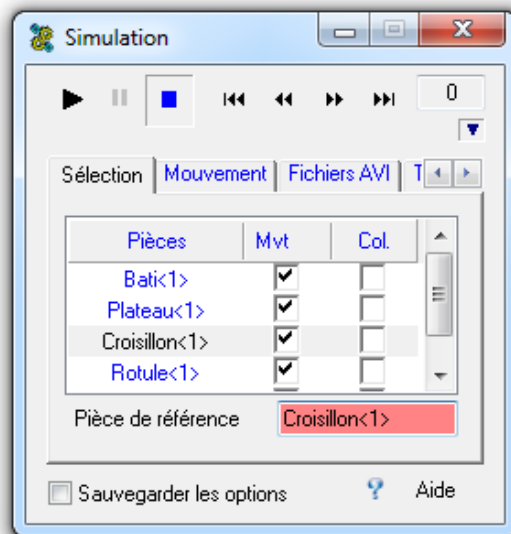 Simulation
0
Sélection Mouvement Fichiers AVI T
Pièces Mvt Col.
Bati<1>
Plateau<1>
Croisillon<1>
Rotule<1>
Pièce de référence Croisillon<1>
Sauvegarder les options ? Aide